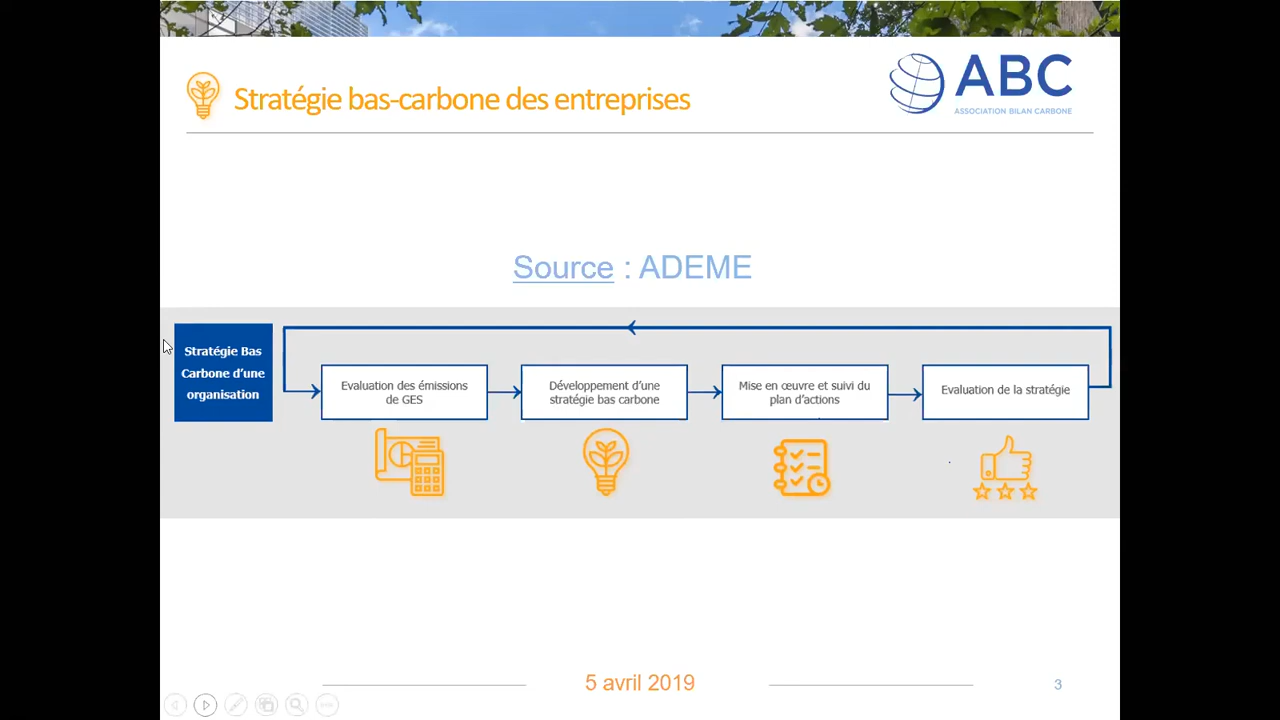 Stratégie bas-carbone des entreprises
ABC
ASSOCIATION BILAN CARBONE
Source : ADEME
Stratégie Bas
Carbone d'une
organisation
Evaluation des émissions
de GES
Développement d'une
stratégie bas carbone
Mise en œuvre et suivi du
plan d'actions
Evaluation de la stratégie
5 avril 2019
3